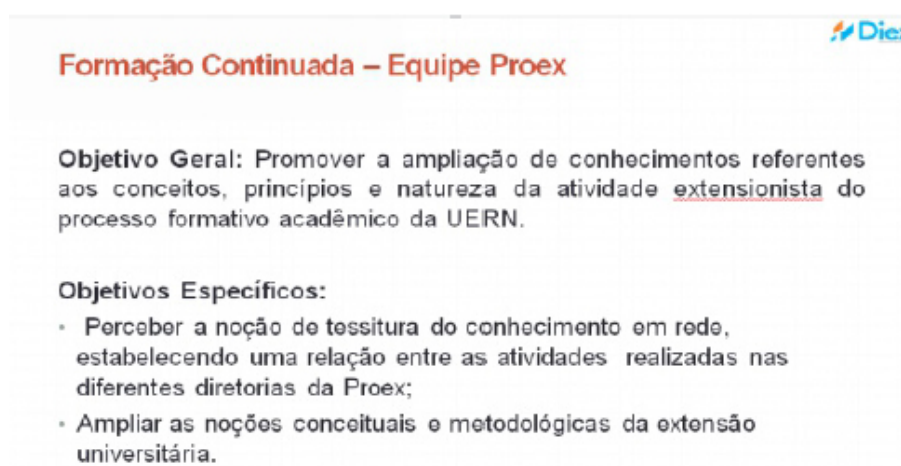 Formação Continuada – Equipe Proex
Objetivo Geral: Promover a ampliação de conhecimentos referentes
aos conceitos, princípios e natureza da atividade extensionista do
processo formativo acadêmico da UERN.
Objetivos Específicos:
• Perceber a noção de tessitura do conhecimento em rede,
estabelecendo uma relação entre as atividades realizadas nas
diferentes diretorias da Proex;
• Ampliar as noções conceituais e metodológicas da extensão
universitária.